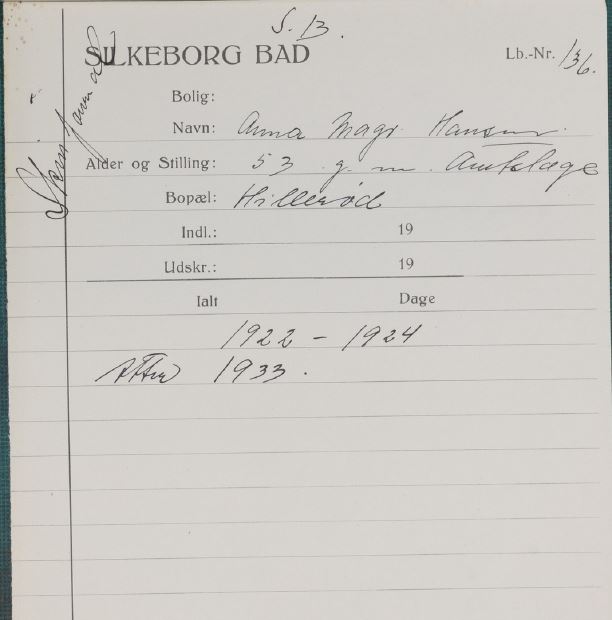 S. B.
SILKEBORG BAD
Lb.-Nr. 136.
Bolig:
Navn: Anna Magr. Hansen.
Alder og Stilling: 53 g. m. Amtslæge
Bopæl: Hillerød
Indl.: 19
Udskr.: 19
Ialt Dage
1922 - 1924
Atter 1933.